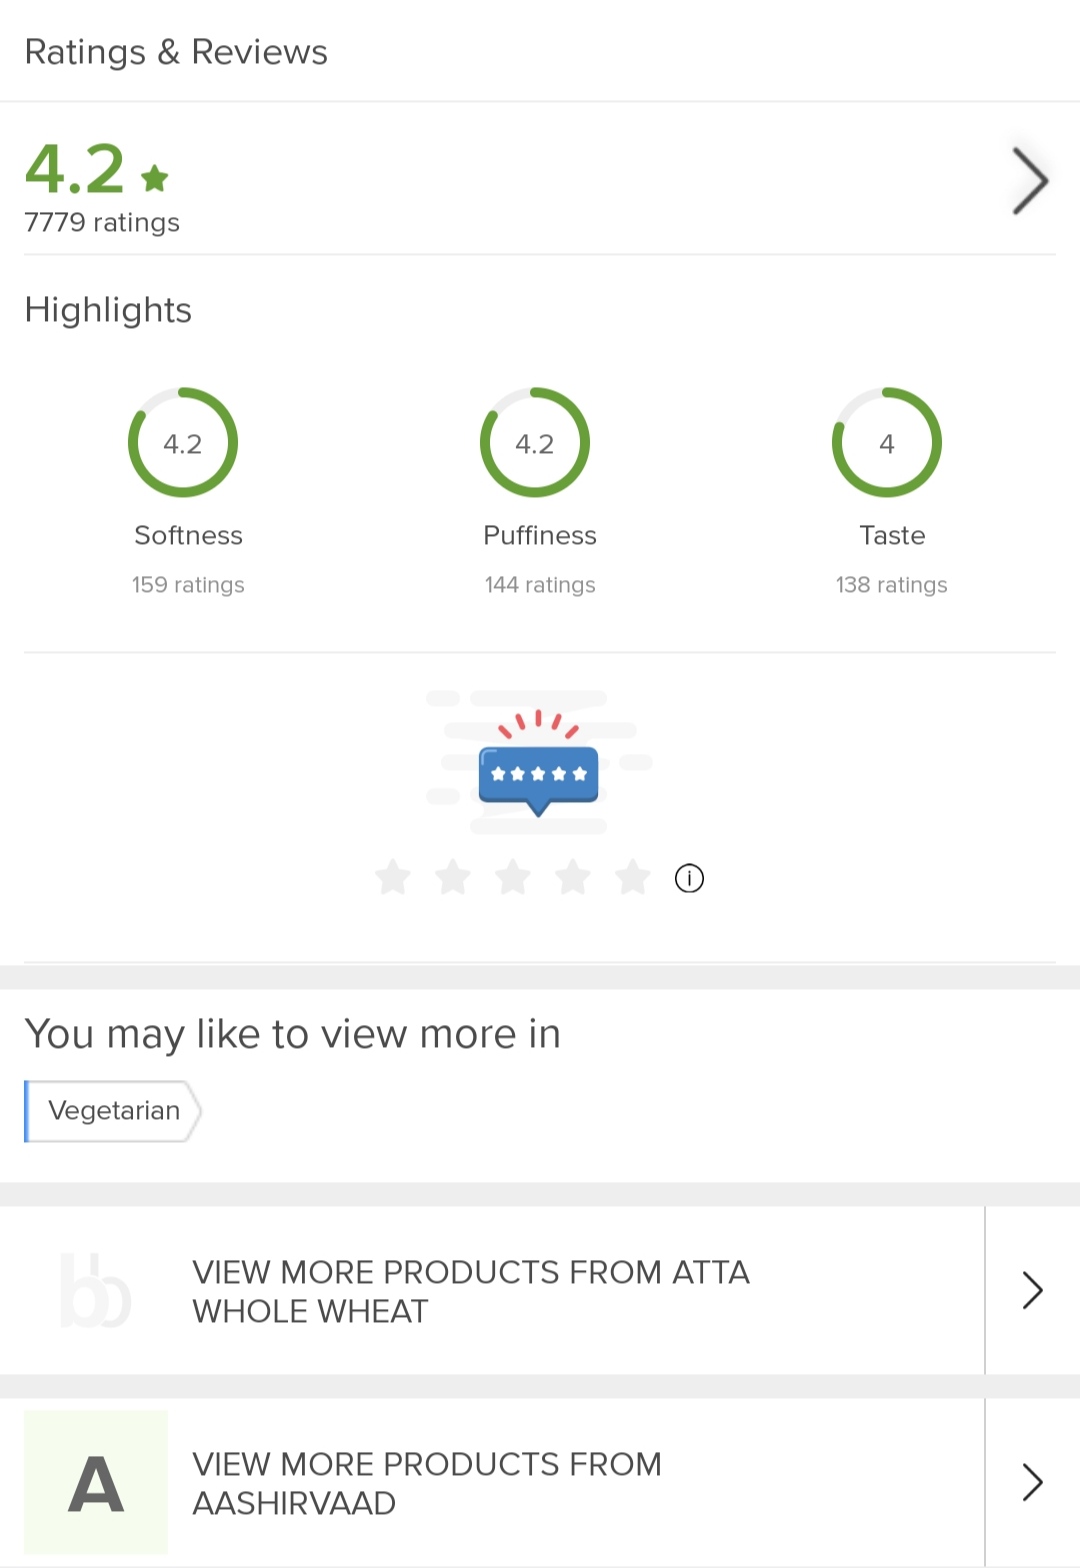 Ratings & Reviews
4.2
7779 ratings
Highlights
4.2
4.2
4
Softness
Puffiness
Taste
159 ratings
144 ratings
138 ratings
You may like to view more in
Vegetarian
bb
VIEW MORE PRODUCTS FROM ATTA
WHOLE WHEAT
A
VIEW MORE PRODUCTS FROM
AASHIRVAAD